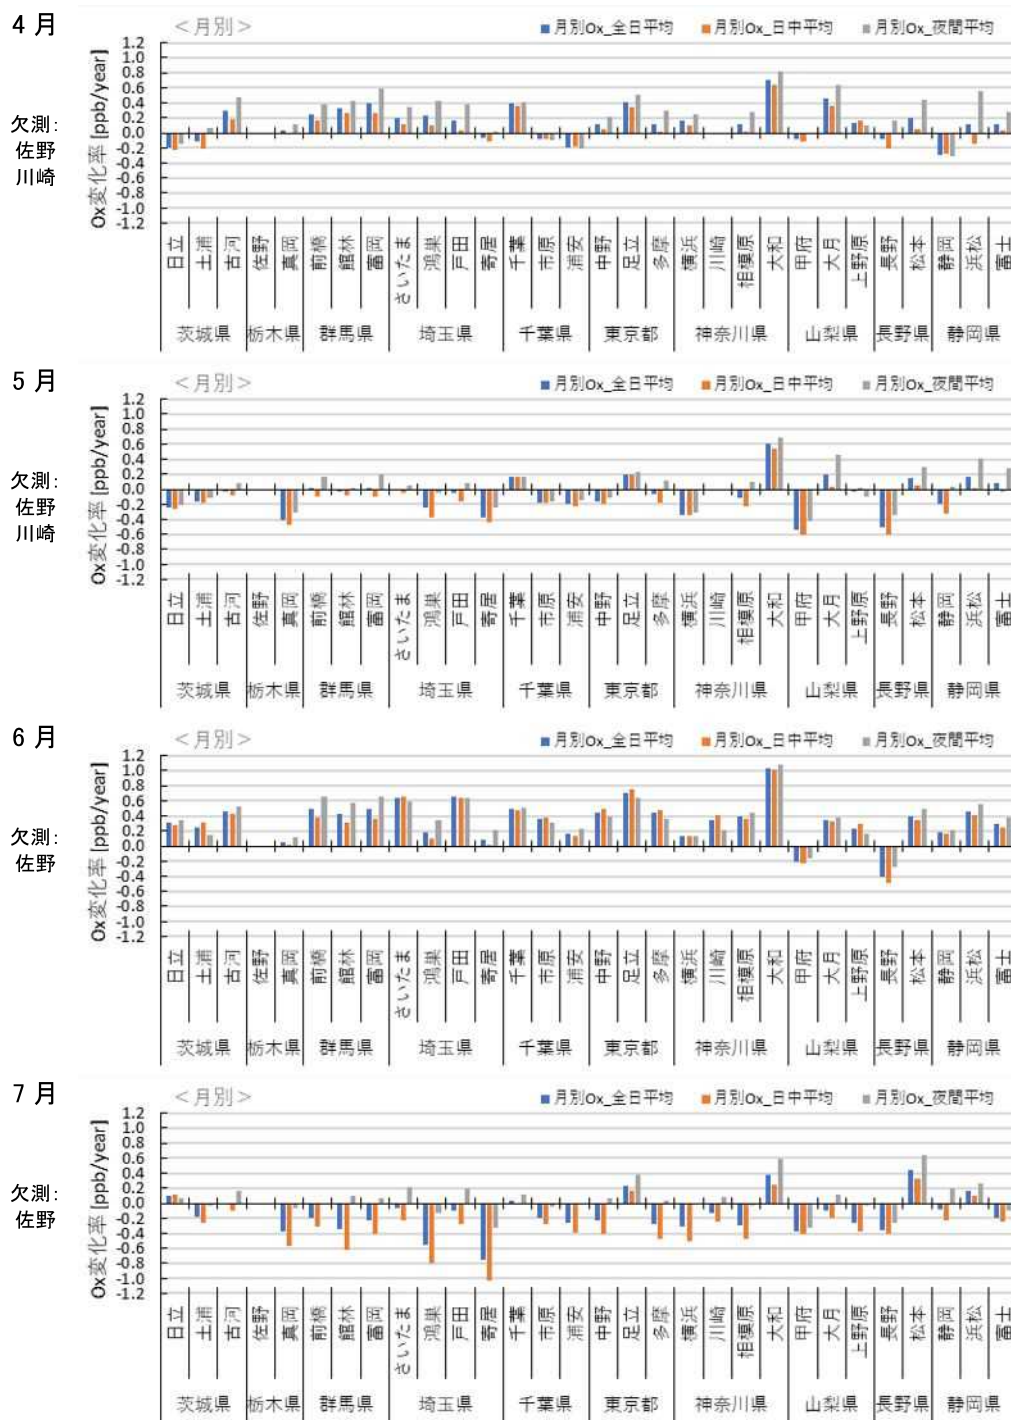 4月
＜月別＞
■月別Ox_全日平均 ■月別Ox_日中平均 ■月別Ox_夜間平均
欠測：
佐野
川崎
Ox変化率 [ppb/year]
1.2
1.0
0.8
0.6
0.4
0.2
0.0
-0.2
-0.4
-0.6
-0.8
-1.0
-1.2
日立 土浦 古河 佐野 真岡 前橋 館林 富岡 さいたま 鴻巣 戸田 寄居 千葉 市原 浦安 中野 足立 多摩 横浜 川崎 相模原 大和 甲府 大月 上野原 長野 松本 静岡 浜松 富士
茨城県 栃木県 群馬県 埼玉県 千葉県 東京都 神奈川県 山梨県 長野県 静岡県
5月
＜月別＞
■月別Ox_全日平均 ■月別Ox_日中平均 ■月別Ox_夜間平均
欠測：
佐野
川崎
Ox変化率 [ppb/year]
1.2
1.0
0.8
0.6
0.4
0.2
0.0
-0.2
-0.4
-0.6
-0.8
-1.0
-1.2
日立 土浦 古河 佐野 真岡 前橋 館林 富岡 さいたま 鴻巣 戸田 寄居 千葉 市原 浦安 中野 足立 多摩 横浜 川崎 相模原 大和 甲府 大月 上野原 長野 松本 静岡 浜松 富士
茨城県 栃木県 群馬県 埼玉県 千葉県 東京都 神奈川県 山梨県 長野県 静岡県
6月
＜月別＞
■月別Ox_全日平均 ■月別Ox_日中平均 ■月別Ox_夜間平均
欠測：
佐野
Ox変化率 [ppb/year]
1.2
1.0
0.8
0.6
0.4
0.2
0.0
-0.2
-0.4
-0.6
-0.8
-1.0
-1.2
日立 土浦 古河 佐野 真岡 前橋 館林 富岡 さいたま 鴻巣 戸田 寄居 千葉 市原 浦安 中野 足立 多摩 横浜 川崎 相模原 大和 甲府 大月 上野原 長野 松本 静岡 浜松 富士
茨城県 栃木県 群馬県 埼玉県 千葉県 東京都 神奈川県 山梨県 長野県 静岡県
7月
＜月別＞
■月別Ox_全日平均 ■月別Ox_日中平均 ■月別Ox_夜間平均
欠測：
佐野
Ox変化率 [ppb/year]
1.2
1.0
0.8
0.6
0.4
0.2
0.0
-0.2
-0.4
-0.6
-0.8
-1.0
-1.2
日立 土浦 古河 佐野 真岡 前橋 館林 富岡 さいたま 鴻巣 戸田 寄居 千葉 市原 浦安 中野 足立 多摩 横浜 川崎 相模原 大和 甲府 大月 上野原 長野 松本 静岡 浜松 富士
茨城県 栃木県 群馬県 埼玉県 千葉県 東京都 神奈川県 山梨県 長野県 静岡県